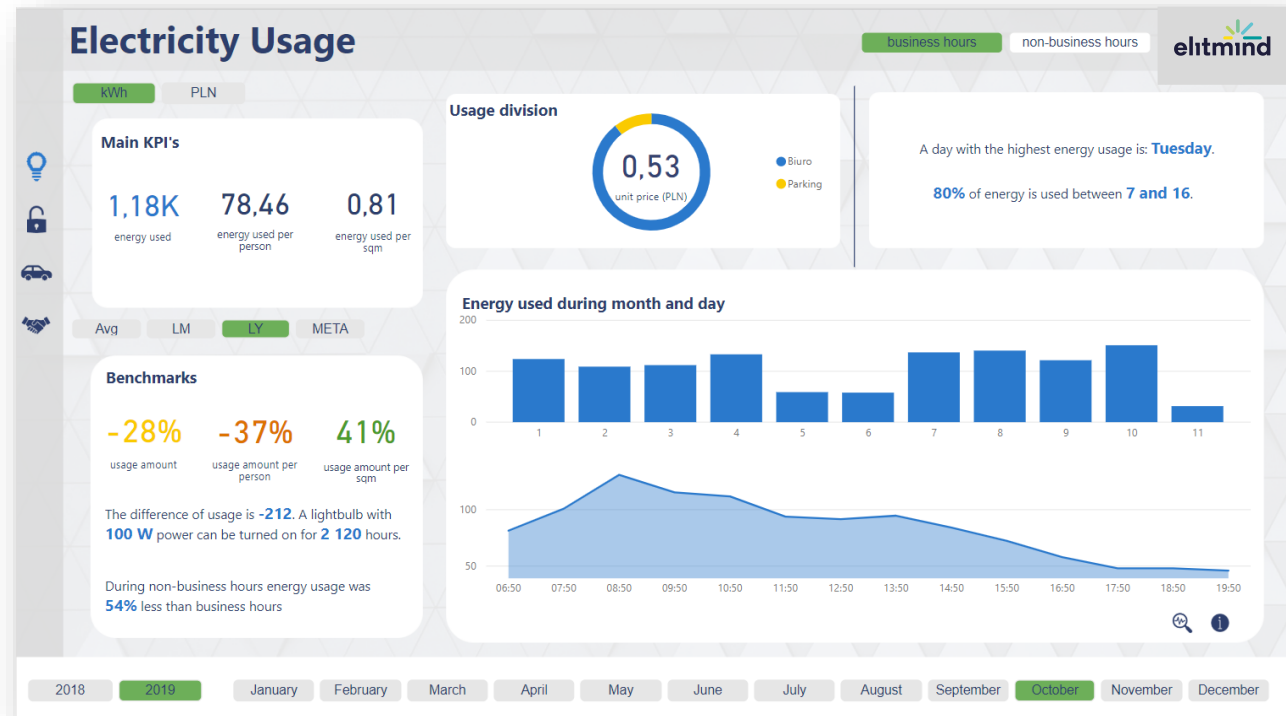 Electricity Usage
business hours
non-business hours
elitmind
kWh
PLN
Main KPI's
1,18K
energy used
78,46
energy used per
person
0,81
energy used per
sqm
Usage division
0,53
unit price (PLN)
Biuro
Parking
A day with the highest energy usage is: Tuesday.
80% of energy is used between 7 and 16.
Avg
LM
LY
META
Benchmarks
-28%
usage amount
-37%
usage amount per
person
41%
usage amount per
sqm
The difference of usage is -212. A lightbulb with
100 W power can be turned on for 2 120 hours.
During non-business hours energy usage was
54% less than business hours
Energy used during month and day
200
100
0
1 2 3 4 5 6 7 8 9 10 11
100
50
06:50 07:50 08:50 09:50 10:50 11:50 12:50 13:50 14:50 15:50 16:50 17:50 18:50 19:50
2018
2019
January
February
March
April
May
June
July
August
September
October
November
December